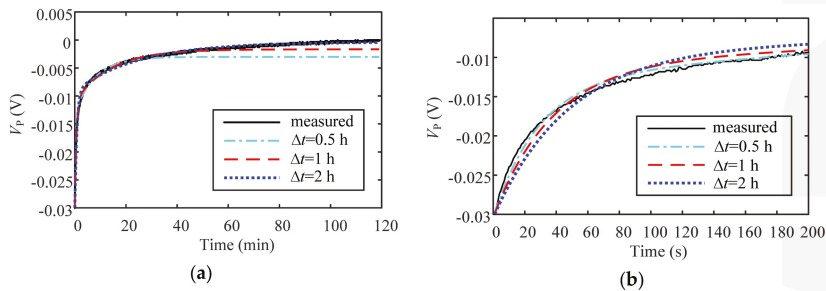 0.005
0
-0.005
-0.01
-0.015
-0.02
-0.025
-0.03
V_P (V)
measured
Δt=0.5 h
Δt=1 h
Δt=2 h
0 20 40 60 80 100 120
Time (min)
(a)
-0.01
-0.015
-0.02
-0.025
-0.03
V_P (V)
measured
Δt=0.5 h
Δt=1 h
Δt=2 h
0 20 40 60 80 100 120 140 160 180 200
Time (s)
(b)